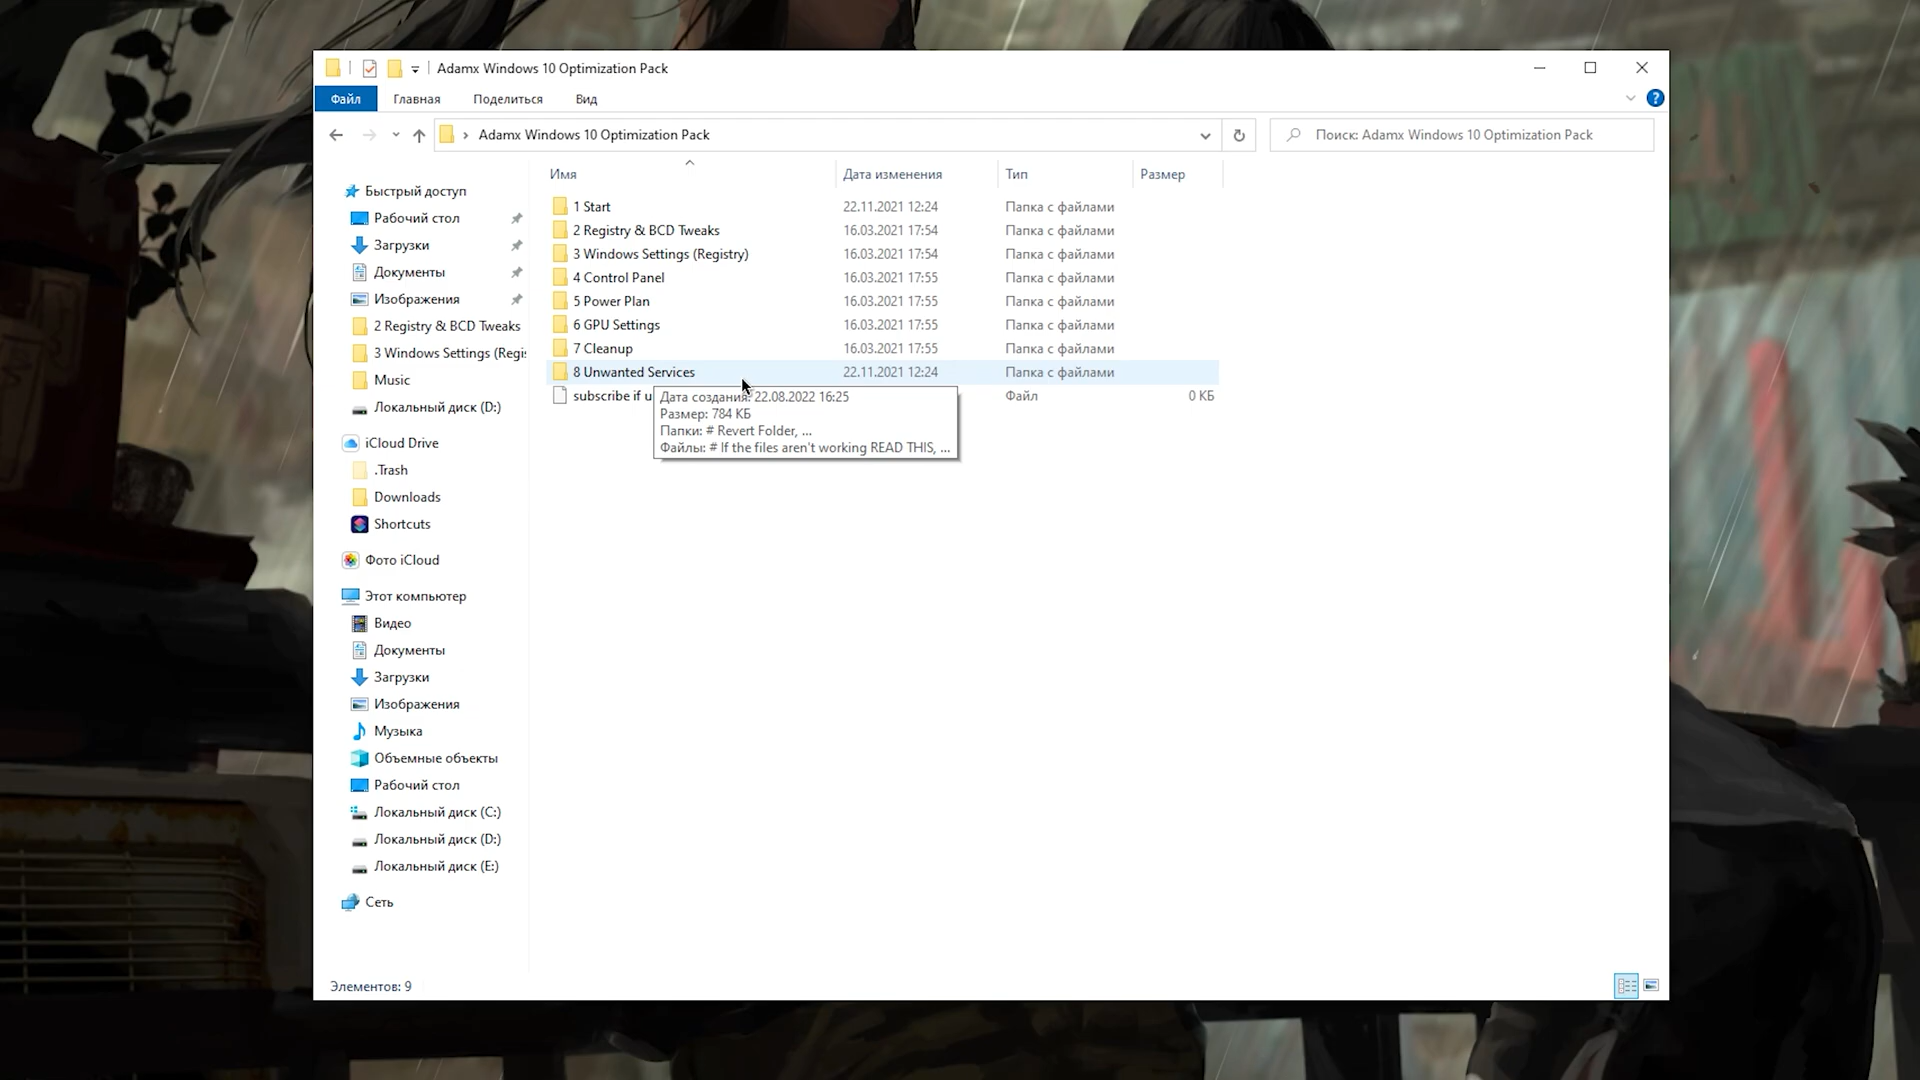 Adamx Windows 10 Optimization Pack
Файл Главная Поделиться Вид
Adamx Windows 10 Optimization Pack Поиск: Adamx Windows 10 Optimization Pack
Имя Дата изменения Тип Размер
Быстрый доступ
Рабочий стол
Загрузки
Документы
Изображения
2 Registry & BCD Tweaks
3 Windows Settings (Regis
Music
Локальный диск (D:)
iCloud Drive
.Trash
Downloads
Shortcuts
Фото iCloud
Этот компьютер
Видео
Документы
Загрузки
Изображения
Музыка
Объемные объекты
Рабочий стол
Локальный диск (C:)
Локальный диск (D:)
Локальный диск (E:)
Сеть
1 Start 22.11.2021 12:24 Папка с файлами
2 Registry & BCD Tweaks 16.03.2021 17:54 Папка с файлами
3 Windows Settings (Registry) 16.03.2021 17:54 Папка с файлами
4 Control Panel 16.03.2021 17:55 Папка с файлами
5 Power Plan 16.03.2021 17:55 Папка с файлами
6 GPU Settings 16.03.2021 17:55 Папка с файлами
7 Cleanup 16.03.2021 17:55 Папка с файлами
8 Unwanted Services 22.11.2021 12:24 Папка с файлами
subscribe if u Файл 0 КБ
Дата создания: 22.08.2022 16:25
Размер: 784 КБ
Папки: # Revert Folder, ...
Файлы: # If the files aren't working READ THIS, ...
Элементов: 9